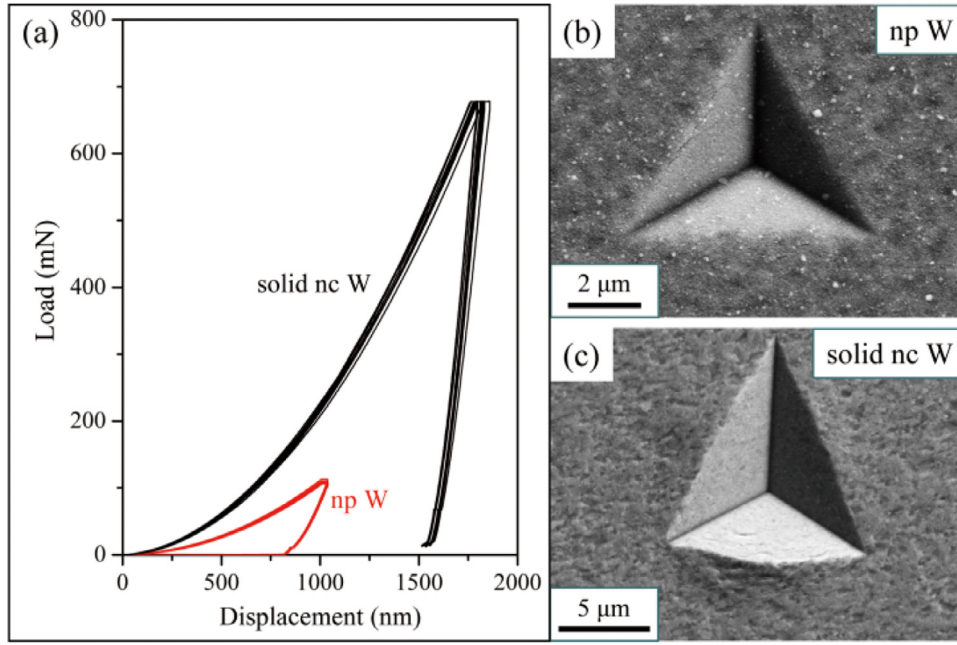 (a)
800
600
400
200
0
Load (mN)
solid nc W
np W
0
500
1000
1500
2000
Displacement (nm)
(b)
np W
2 μm
(c)
solid nc W
5 μm